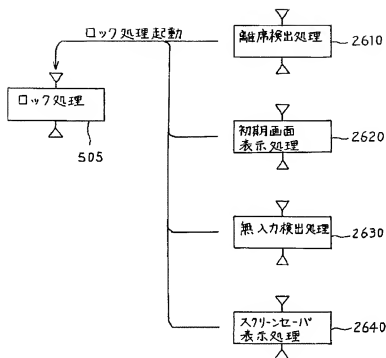 ロック処理起動
離席検出処理
2610
ロック処理
505
初期画面
表示処理
2620
無入力検出処理
2630
スクリーンセーバ
表示処理
2640